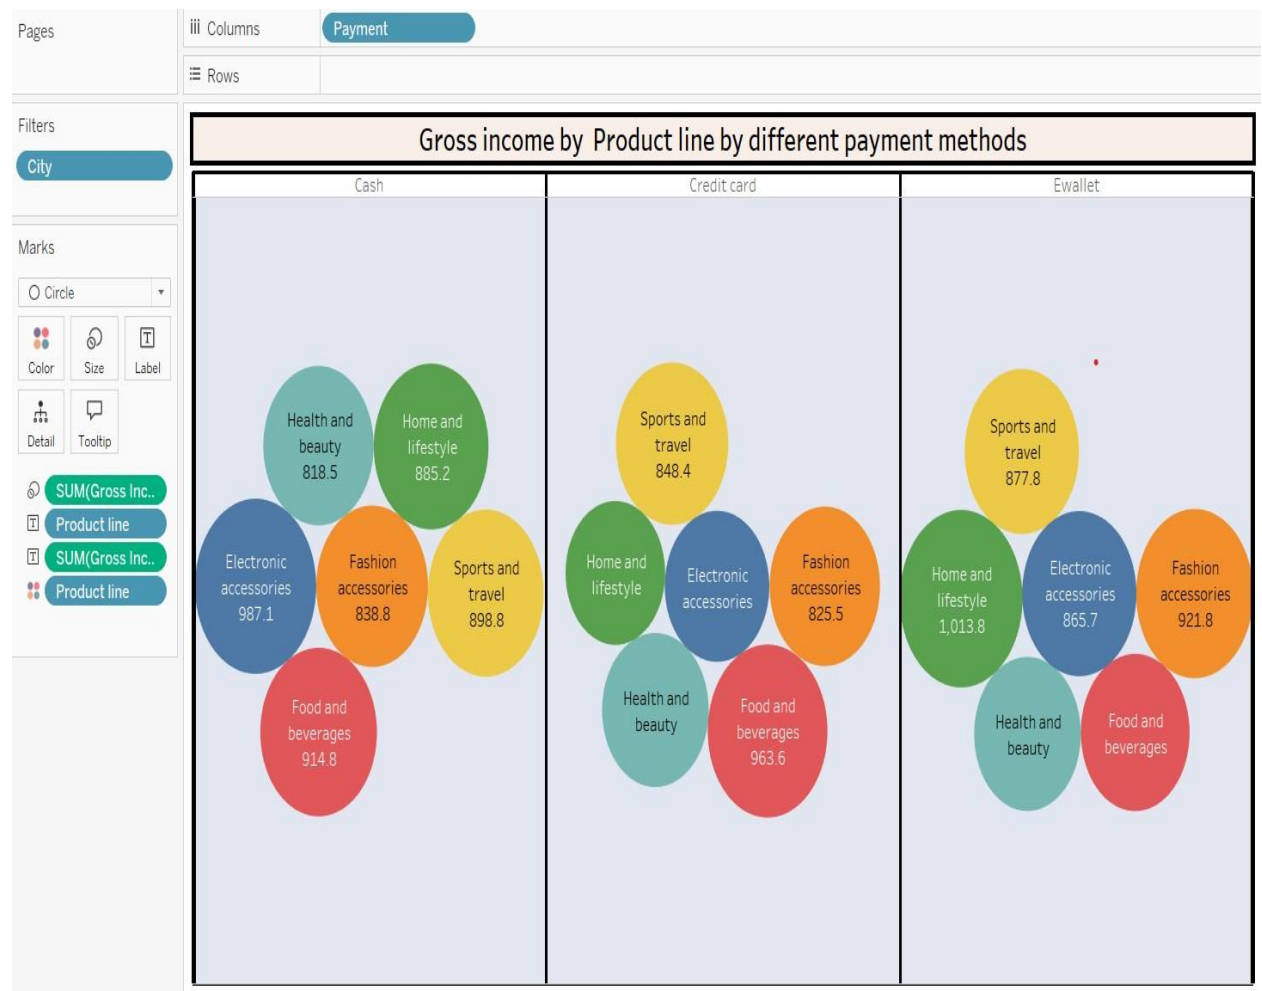 Pages
Columns
Payment
Rows
Filters
City
Marks
Circle
Color
Size
Label
Detail
Tooltip
SUM(Gross Inc..
Product line
SUM(Gross Inc..
Product line
Gross income by Product line by different payment methods
Cash
Credit card
Ewallet
Health and
beauty
818.5
Home and
lifestyle
885.2
Electronic
accessories
987.1
Fashion
accessories
838.8
Sports and
travel
898.8
Food and
beverages
914.8
Sports and
travel
848.4
Home and
lifestyle
Electronic
accessories
Fashion
accessories
825.5
Health and
beauty
Food and
beverages
963.6
Sports and
travel
877.8
Home and
lifestyle
1,013.8
Electronic
accessories
865.7
Fashion
accessories
921.8
Health and
beauty
Food and
beverages